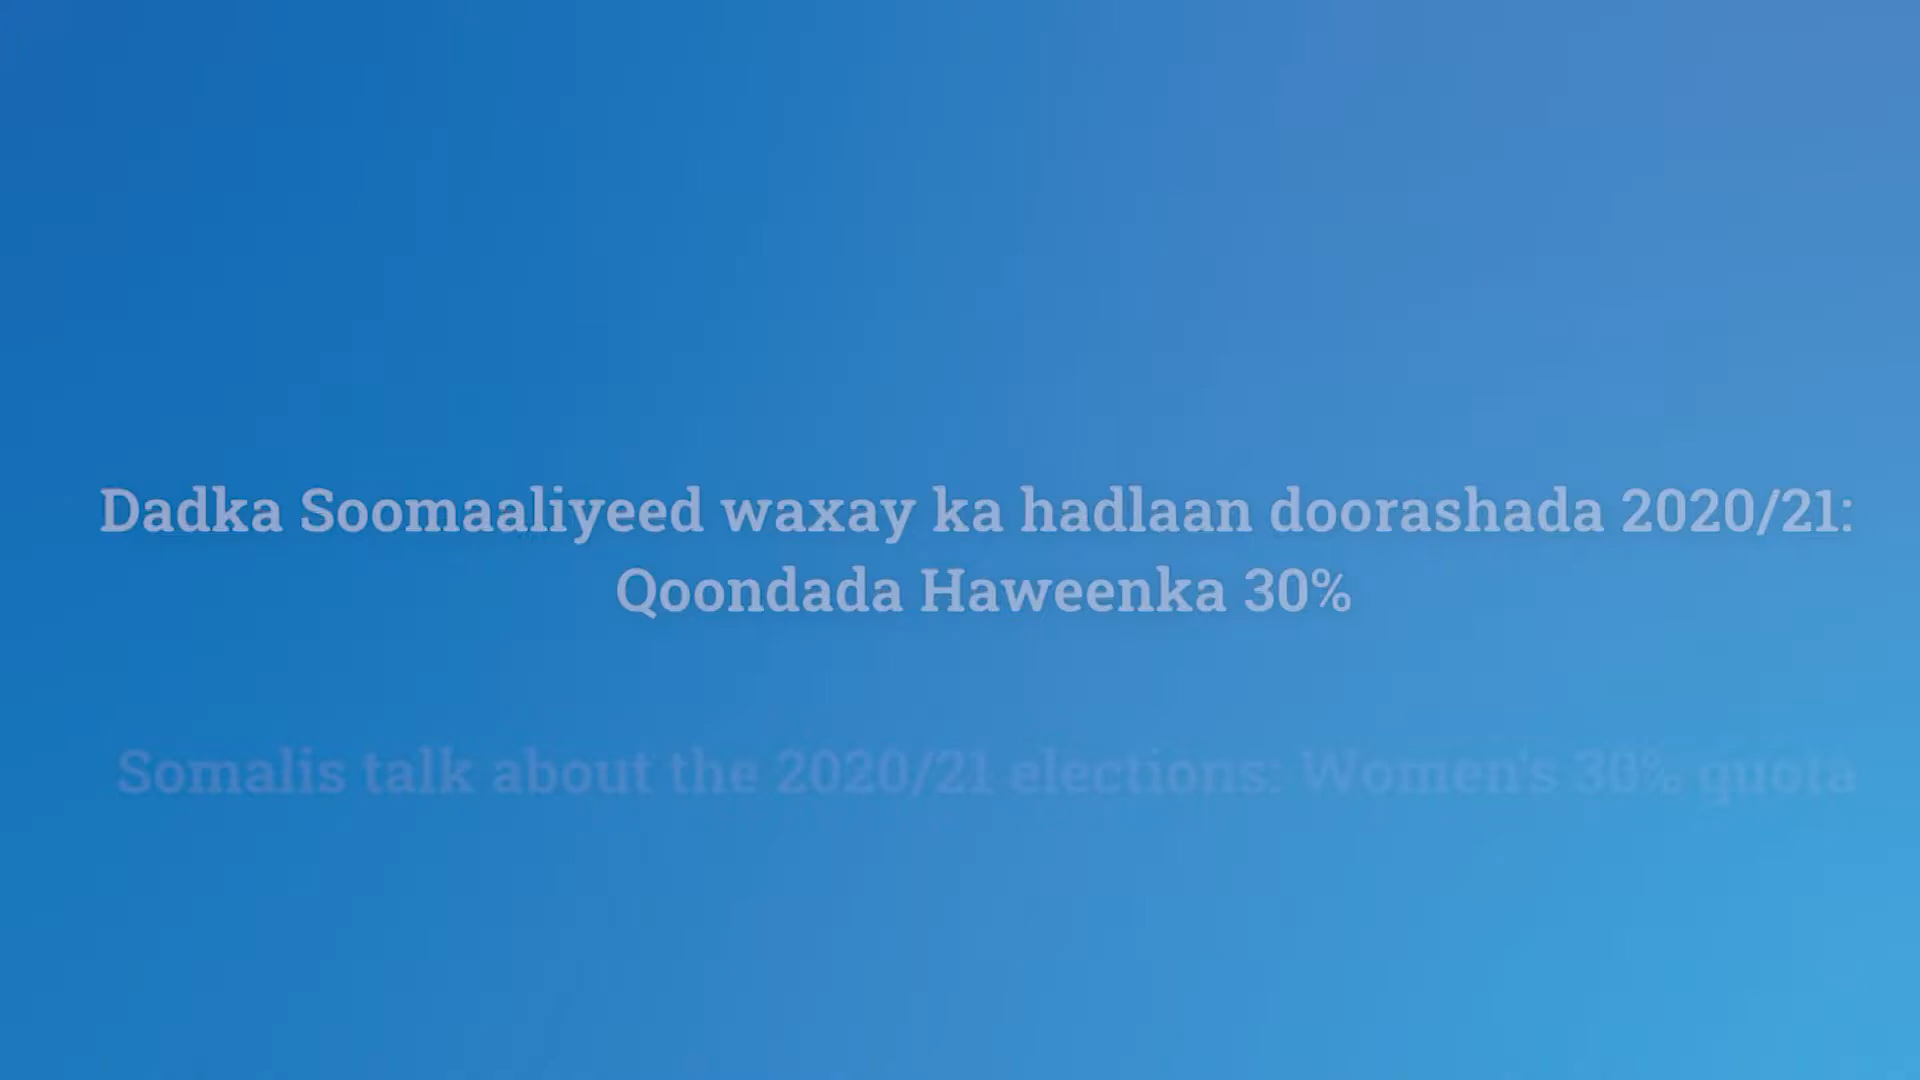 Dadka Soomaaliyeed waxay ka hadlaan doorashada 2020/21:
Qoondada Haweenka 30%
Somalis talk about the 2020/21 elections: Women's 30% quota